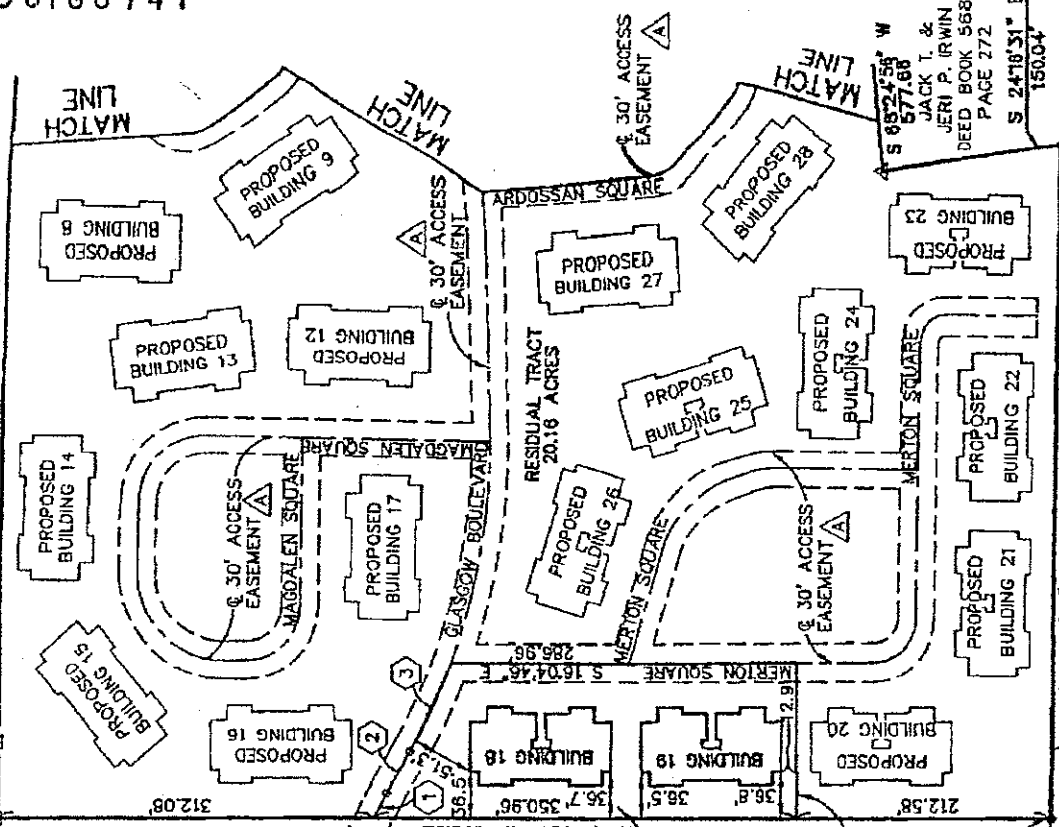 MATCH
LINE
PROPOSED
BUILDING 8
PROPOSED
BUILDING 9
MATCH
LINE
℄ 30' ACCESS
EASEMENT
A
PROPOSED
BUILDING 13
PROPOSED
BUILDING 12
℄ 30' ACCESS
EASEMENT
A
ARDOSSAN SQUARE
MATCH
LINE
S 68°24'56" W
577.66
JACK T. &
JERI P. IRWIN
DEED BOOK 568
PAGE 272
S 24°18'31" E
150.04'
PROPOSED
BUILDING 28
PROPOSED
BUILDING 27
PROPOSED
BUILDING 23
PROPOSED
BUILDING 14
MAGDALEN SQUARE
RESIDUAL TRACT
20.16 ACRES
PROPOSED
BUILDING 25
PROPOSED
BUILDING 24
MERTON SQUARE
PROPOSED
BUILDING 22
℄ 30' ACCESS
EASEMENT
A
MAGDALEN SQUARE
PROPOSED
BUILDING 17
GLASGOW BOULEVARD
PROPOSED
BUILDING 26
MERTON SQUARE
℄ 30' ACCESS
EASEMENT
A
PROPOSED
BUILDING 21
PROPOSED
BUILDING 15
PROPOSED
BUILDING 16
3
2
1
S 16°04'46" E
286.96
MERTON SQUARE
BUILDING 18
BUILDING 19
PROPOSED
BUILDING 20
312.08'
51.3'
36.5
350.96'
36.7'
36.5'
36.8'
212.58'